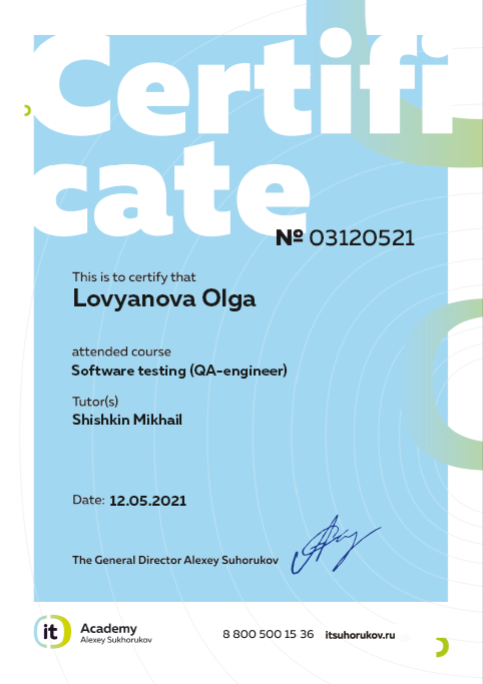 Certifi
cate
№ 03120521
This is to certify that
Lovyanova Olga
attended course
Software testing (QA-engineer)
Tutor(s)
Shishkin Mikhail
Date: 12.05.2021
The General Director Alexey Suhorukov
it
Academy
Alexey Sukhorukov
8 800 500 15 36 itsuhorukov.ru